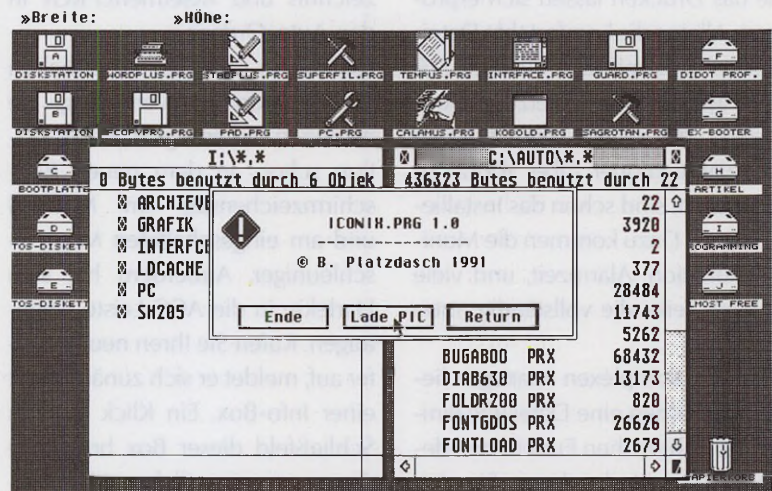 »Breite: »Höhe:
DISKSTATION WORDPLUS.PRG STADPLUS.PRG SUPERFIL.PRG TEMPUS.PRG INTRFACE.PRG GUARD.PRG DIDOT PROF.
DISKSTATION FCOPYPRO.PRG PAD.PRG PC.PRG CALAMUS.PRG KOBOLD.PRG SAGROTAN.PRG EX-BOOTER
I:\*.*
C:\AUTO\*.*
0 Bytes benutzt durch 6 Objek
436323 Bytes benutzt durch 22
BOOTPLATTE
TOS-DISKETT
TOS-DISKETT
ARCHIEVE
GRAFIK
INTERFCE
LDCACHE
PC
SH205
ICONIM.PRG 1.0
© B. Platzdasch 1991
Ende Lade PIC Return
22
3920
2
377
28484
11743
5262
BUGABOO PRX 68432
DIAB630 PRX 13173
FOLDR200 PRX 820
FONTGDOS PRX 26626
FONTLOAD PRX 2679
ARTIKEL
ROGRAMMING
LMOST FREE
APIERKORB